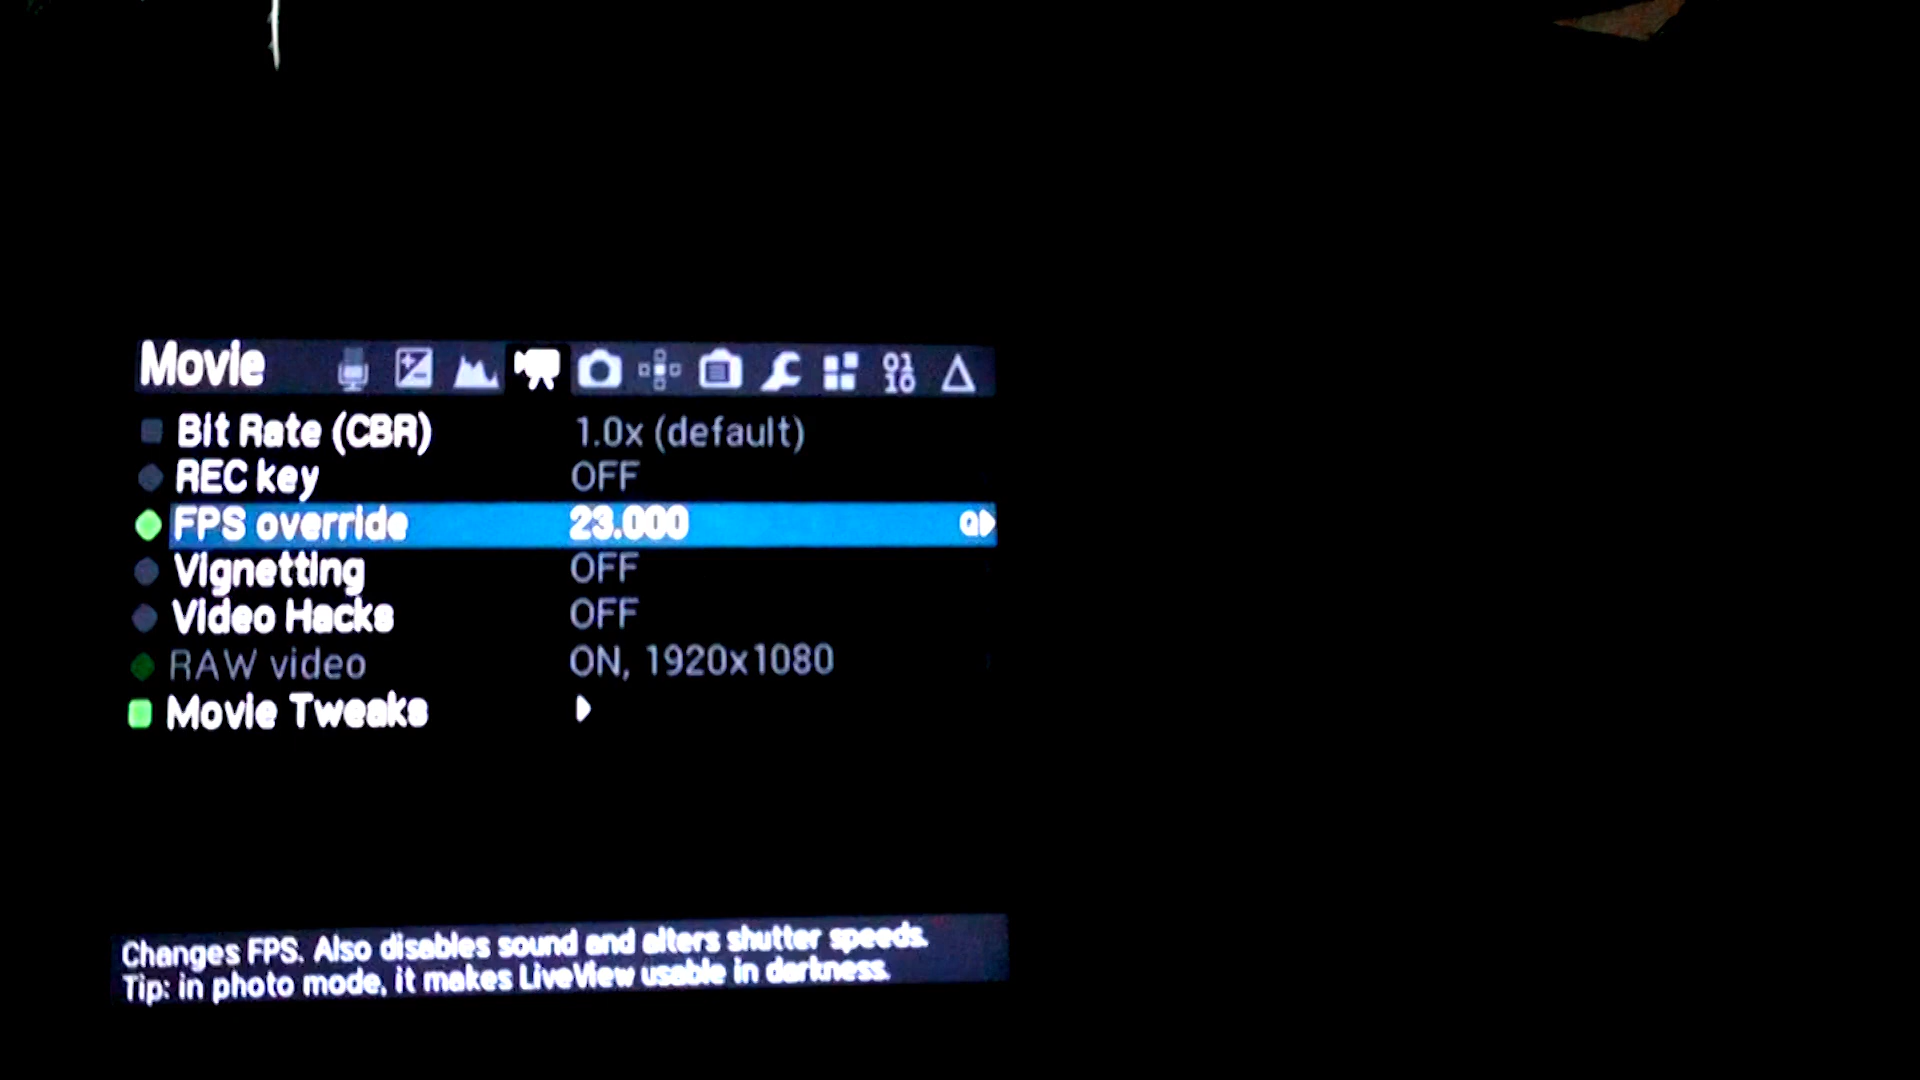 Movie
Bit Rate (CBR) 1.0x (default)
REC key OFF
FPS override 23.000 Q
Vignetting OFF
Video Hacks OFF
RAW video ON, 1920x1080
Movie Tweaks
Changes FPS. Also disables sound and alters shutter speeds.
Tip: in photo mode, it makes LiveView usable in darkness.